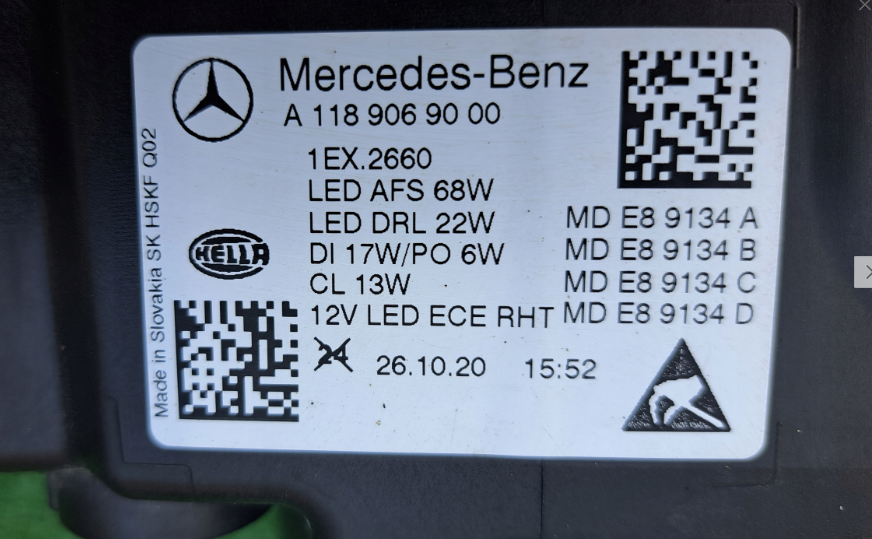 Mercedes-Benz
A 118 906 90 00
1EX.2660
LED AFS 68W
LED DRL 22W
DI 17W/PO 6W
CL 13W
12V LED ECE RHT
MD E8 9134 A
MD E8 9134 B
MD E8 9134 C
MD E8 9134 D
HELLA
24
26.10.20 15:52
Made in Slovakia SK HSKF Q02